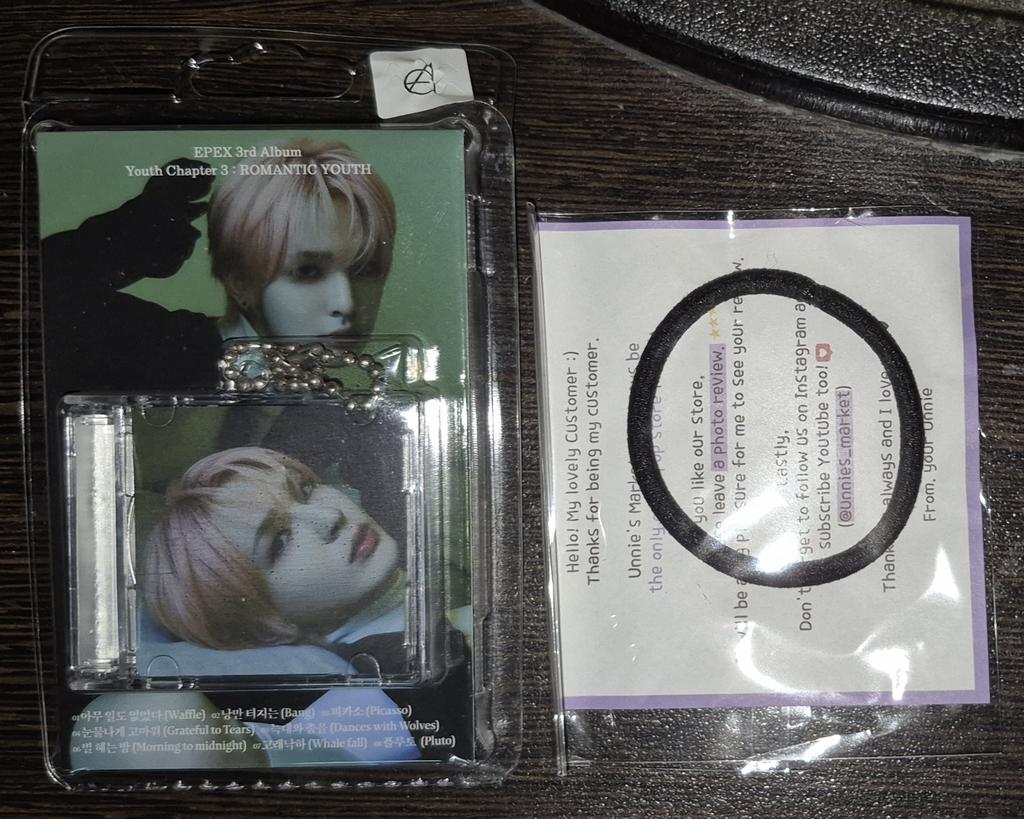 EPEX 3rd Album
Youth Chapter 3 : ROMANTIC YOUTH
01 아무 일도 없었다 (Waffle) 02 낭만 터지는 (Bang) 03 피카소 (Picasso)
04 눈물나게 고마워 (Grateful to Tears) 05 늑대와 춤을 (Dances with Wolves)
06 별 헤는 밤 (Morning to midnight) 07 고래낙하 (Whale fall) 08 플루토 (Pluto)
Hello! My lovely Customer :)
Thanks for being my customer.
Unnie's be
the only store
you like our store,
leave a photo review.
be Sure for me to see your
Lastly,
Don't get to follow us on Instagram
subscribe Youtube too!
(@unnies_market)
always and I love
From. your Unnie